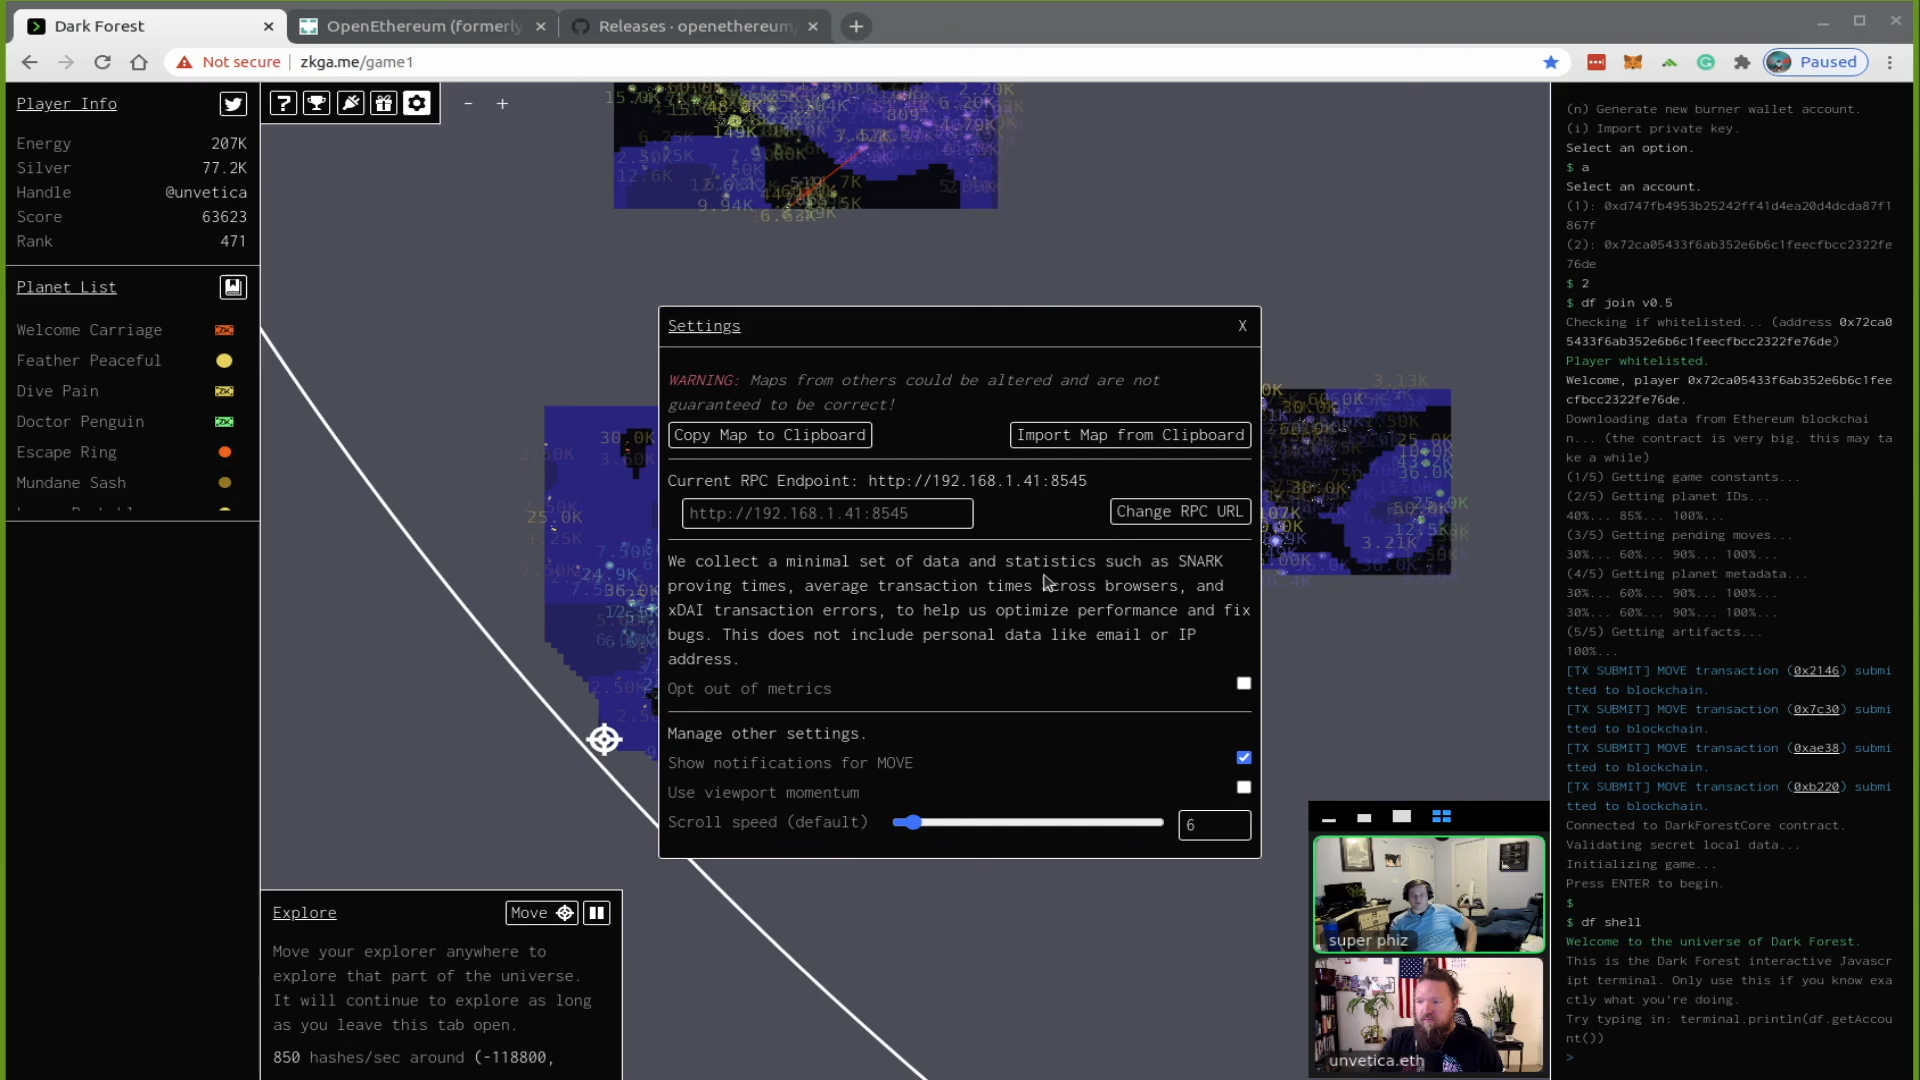 Dark Forest
OpenEthereum (formerly
Releases · openethereum
Not secure
zkga.me/game1
Paused
Player Info
Energy 207K
Silver 77.2K
Handle @unvetica
Score 63623
Rank 471
Planet List
Welcome Carriage
Feather Peaceful
Dive Pain
Doctor Penguin
Escape Ring
Mundane Sash
? - +
149K
9.94K
12.6K
30.0K
25.0K
1.25K
24.9K
3.13K
3.21K
Settings
X
WARNING: Maps from others could be altered and are not
guaranteed to be correct!
Copy Map to Clipboard
Import Map from Clipboard
Current RPC Endpoint: http://192.168.1.41:8545
http://192.168.1.41:8545
Change RPC URL
We collect a minimal set of data and statistics such as SNARK
proving times, average transaction times across browsers, and
xDAI transaction errors, to help us optimize performance and fix
bugs. This does not include personal data like email or IP
address.
Opt out of metrics
Manage other settings.
Show notifications for MOVE
Use viewport momentum
Scroll speed (default)
6
Explore
Move
Move your explorer anywhere to
explore that part of the universe.
It will continue to explore as long
as you leave this tab open.
850 hashes/sec around (-118800,
super phiz
unvetica.eth
(n) Generate new burner wallet account.
(i) Import private key.
Select an option.
$ a
Select an account.
(1): 0xd747fb4953b25242ff41d4ea20d4dcda87f1
867f
(2): 0x72ca05433f6ab352e6b6c1feecfbcc2322fe
76de
$ 2
$ df join v0.5
Checking if whitelisted... (address 0x72ca0
5433f6ab352e6b6c1feecfbcc2322fe76de)
Player whitelisted.
Welcome, player 0x72ca05433f6ab352e6b6c1fee
cfbcc2322fe76de.
Downloading data from Ethereum blockchai
n... (the contract is very big. this may ta
ke a while)
(1/5) Getting game constants...
(2/5) Getting planet IDs...
40%... 85%... 100%...
(3/5) Getting pending moves...
30%... 60%... 90%... 100%...
(4/5) Getting planet metadata...
30%... 60%... 90%... 100%...
30%... 60%... 90%... 100%...
(5/5) Getting artifacts...
100%...
[TX SUBMIT] MOVE transaction (0x2146) submi
tted to blockchain.
[TX SUBMIT] MOVE transaction (0x7c30) submi
tted to blockchain.
[TX SUBMIT] MOVE transaction (0xae38) submi
tted to blockchain.
[TX SUBMIT] MOVE transaction (0xb220) submi
tted to blockchain.
Connected to DarkForestCore contract.
Validating secret local data...
Initializing game...
Press ENTER to begin.
$
$ df shell
Welcome to the universe of Dark Forest.
This is the Dark Forest interactive Javascr
ipt terminal. Only use this if you know exa
ctly what you're doing.
Try typing in: terminal.println(df.getAccou
nt())
>